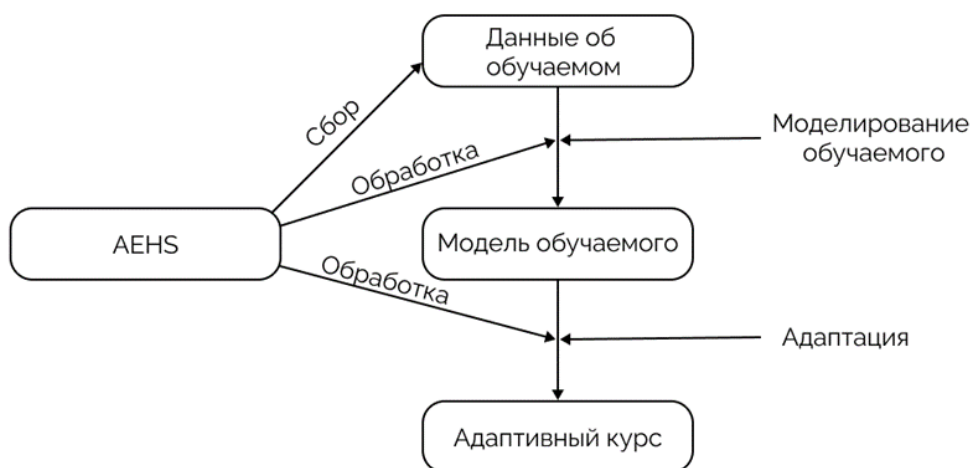 Данные об
обучаемом
Сбор
Моделирование
обучаемого
Обработка
AEHS
Модель обучаемого
Обработка
Адаптация
Адаптивный курс